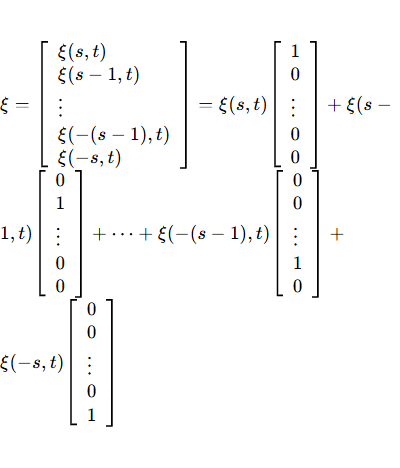 ξ = [ ξ(s, t) ; ξ(s − 1, t) ; ⋮ ; ξ(−(s − 1), t) ; ξ(−s, t) ] = ξ(s, t) [ 1 ; 0 ; ⋮ ; 0 ; 0 ] + ξ(s −
1, t) [ 0 ; 1 ; ⋮ ; 0 ; 0 ] + ⋯ + ξ(−(s − 1), t) [ 0 ; 0 ; ⋮ ; 1 ; 0 ] +
ξ(−s, t) [ 0 ; 0 ; ⋮ ; 0 ; 1 ]